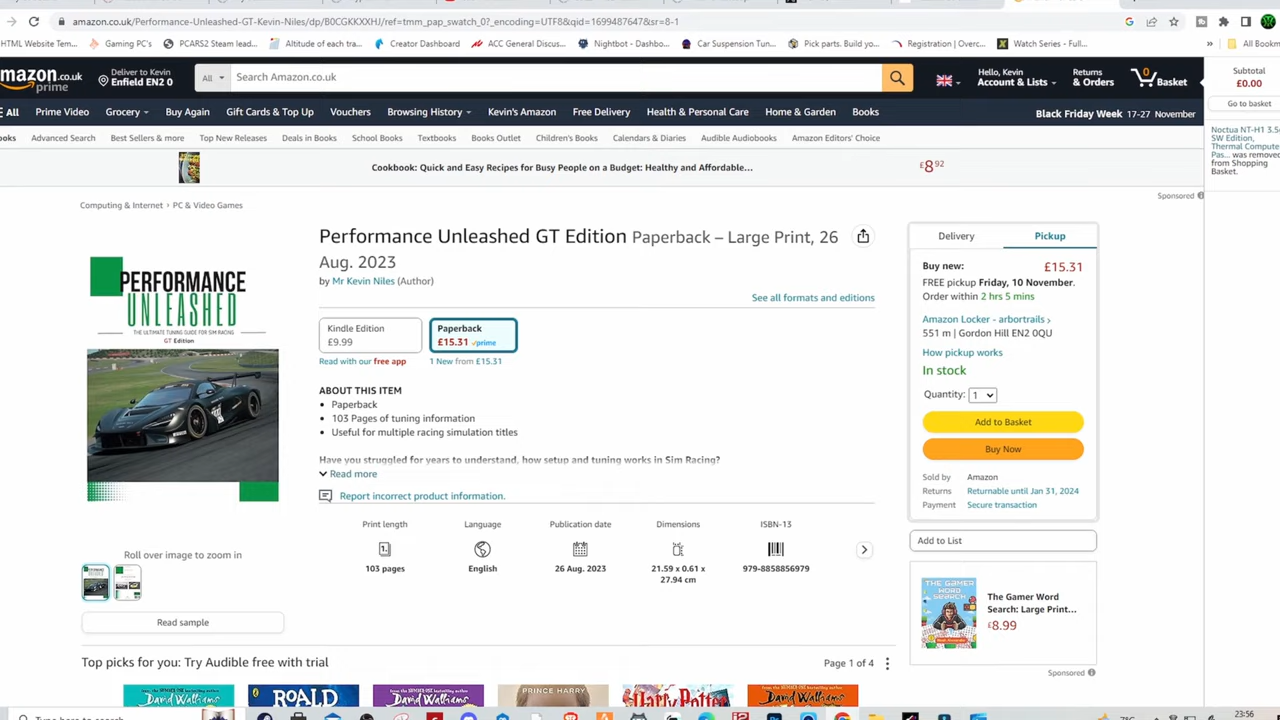 amazon.co.uk/Performance-Unleashed-GT-Kevin-Niles/dp/B0CGKXXHJ/ref=tmm_pap_swatch_0?_encoding=UTF8&qid=1699487647&sr=8-1
HTML Website Tem... Gaming PC's PCARS2 Steam lead... Altitude of each tra... Creator Dashboard ACC General Discus... Nightbot - Dashbo... Car Suspension Tun... Pick parts. Build yo... Registration | Overc... Watch Series - Full... » All Bookm
amazon.co.uk
prime
Deliver to Kevin
Enfield EN2 0
All
Search Amazon.co.uk
Hello, Kevin
Account & Lists
Returns
& Orders
0
Basket
Subtotal
£0.00
Go to basket
All Prime Video Grocery Buy Again Gift Cards & Top Up Vouchers Browsing History Kevin's Amazon Free Delivery Health & Personal Care Home & Garden Books
Black Friday Week 17-27 November
ooks Advanced Search Best Sellers & more Top New Releases Deals in Books School Books Textbooks Books Outlet Children's Books Calendars & Diaries Audible Audiobooks Amazon Editors' Choice
Noctua NT-H1 3.5
SW Edition,
Thermal Compute
Pas... was removed
from Shopping
Basket.
Cookbook: Quick and Easy Recipes for Busy People on a Budget: Healthy and Affordable...
£8 92
Sponsored
Computing & Internet › PC & Video Games
PERFORMANCE
UNLEASHED
THE ULTIMATE TUNING GUIDE FOR SIM RACING
GT Edition
Performance Unleashed GT Edition Paperback – Large Print, 26
Aug. 2023
by Mr Kevin Niles (Author)
See all formats and editions
Kindle Edition
£9.99
Read with our free app
Paperback
£15.31 prime
1 New from £15.31
ABOUT THIS ITEM
• Paperback
• 103 Pages of tuning information
• Useful for multiple racing simulation titles
Have you struggled for years to understand, how setup and tuning works in Sim Racing?
Read more
Report incorrect product information.
Print length
103 pages
Language
English
Publication date
26 Aug. 2023
Dimensions
21.59 x 0.61 x
27.94 cm
ISBN-13
979-8858856979
Roll over image to zoom in
Read sample
Delivery
Pickup
Buy new: £15.31
FREE pickup Friday, 10 November.
Order within 2 hrs 5 mins
Amazon Locker - arbortrails ›
551 m | Gordon Hill EN2 0QU
How pickup works
In stock
Quantity: 1
Add to Basket
Buy Now
Sold by Amazon
Returns Returnable until Jan 31, 2024
Payment Secure transaction
Add to List
THE GAMER
WORD
SEARCH
The Gamer Word
Search: Large Print...
£8.99
Sponsored
Top picks for you: Try Audible free with trial
Page 1 of 4
David Walliams
ROALD
David Walliams
PRINCE HARRY
Harry Potter
David Walliams
Type here to search
23:56